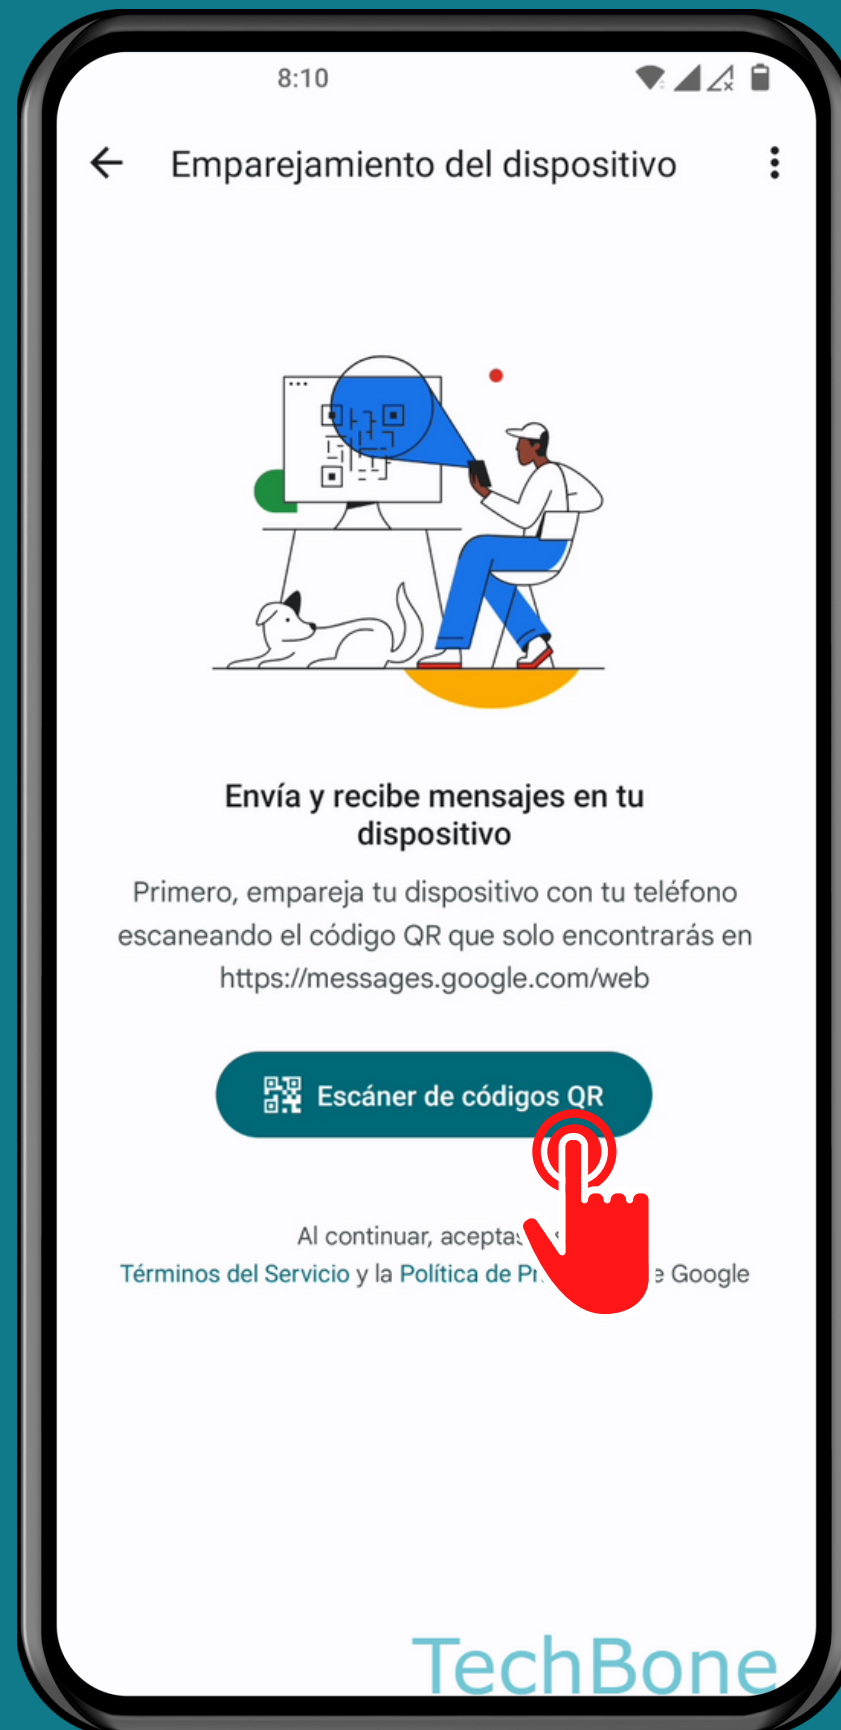 8:10
Emparejamiento del dispositivo
Envía y recibe mensajes en tu
dispositivo
Primero, empareja tu dispositivo con tu teléfono
escaneando el código QR que solo encontrarás en
https://messages.google.com/web
Escáner de códigos QR
Al continuar, aceptas
Términos del Servicio y la Política de Google
TechBone